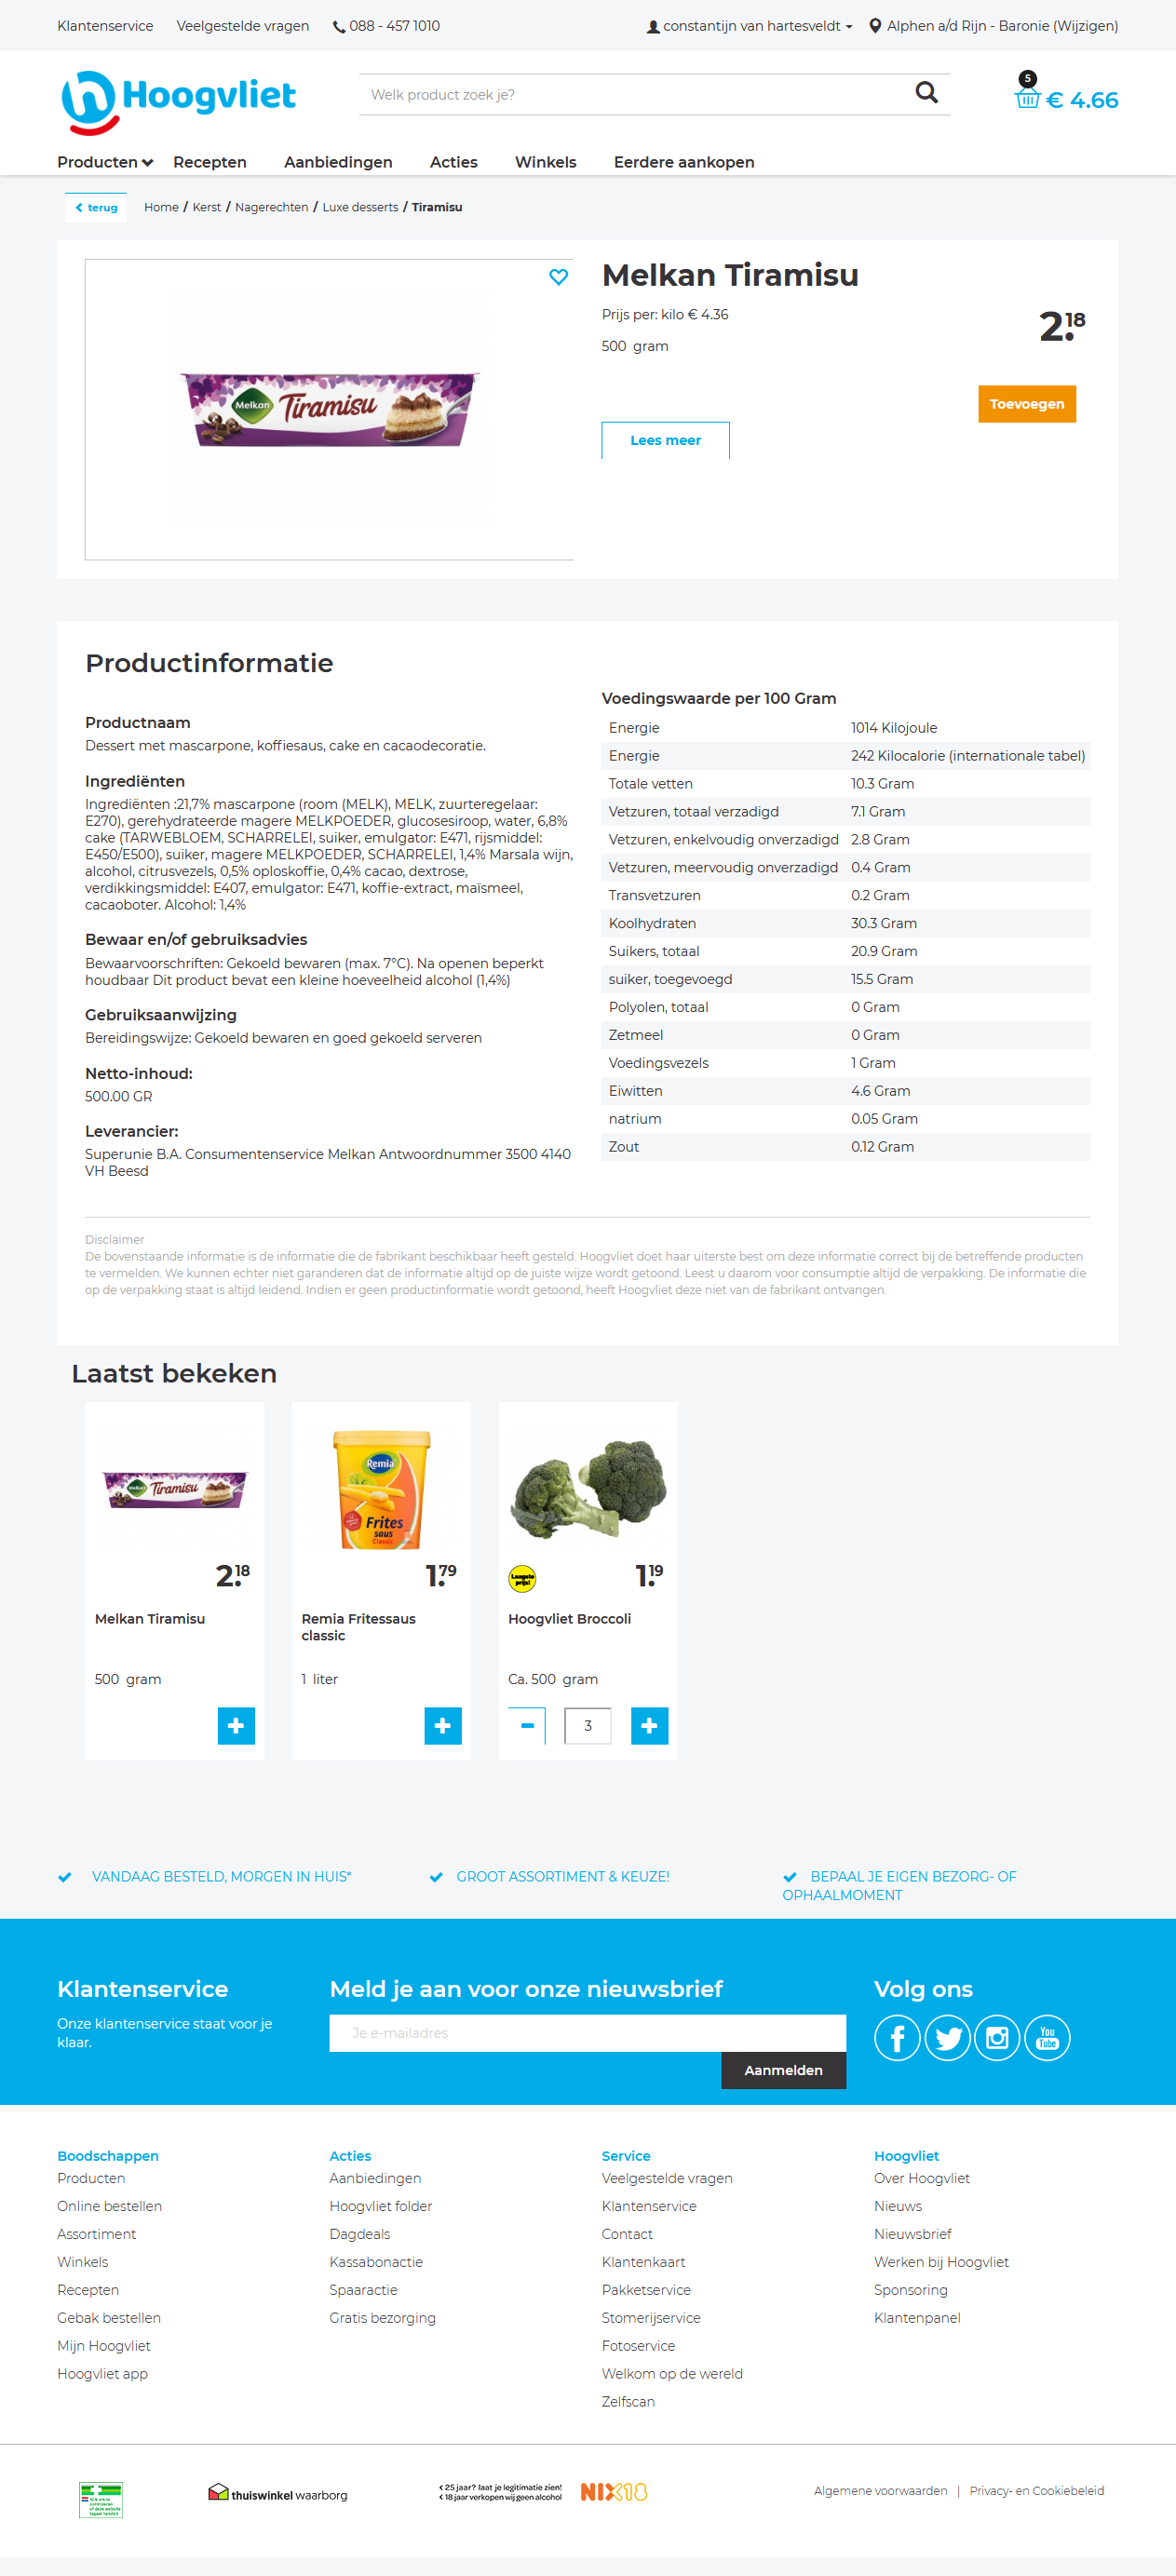 Klantenservice Veelgestelde vragen 088 - 457 1010 constantijn van hartesveldt Alphen a/d Rijn - Baronie (Wijzigen)
Hoogvliet
Welk product zoek je?
5
€ 4.66
Producten Recepten Aanbiedingen Acties Winkels Eerdere aankopen
terug
Home / Kerst / Nagerechten / Luxe desserts / Tiramisu
Melkan Tiramisu
Melkan Tiramisu
Prijs per: kilo € 4.36
2.18
500 gram
Toevoegen
Lees meer
Productinformatie
Productnaam
Dessert met mascarpone, koffiesaus, cake en cacaodecoratie.
Ingrediënten
Ingrediënten :21,7% mascarpone (room (MELK), MELK, zuurteregelaar:
E270), gerehydrateerde magere MELKPOEDER, glucosesiroop, water, 6,8%
cake (TARWEBLOEM, SCHARRELEI, suiker, emulgator: E471, rijsmiddel:
E450/E500), suiker, magere MELKPOEDER, SCHARRELEI, 1,4% Marsala wijn,
alcohol, citrusvezels, 0,5% oploskoffie, 0,4% cacao, dextrose,
verdikkingsmiddel: E407, emulgator: E471, koffie-extract, maïsmeel,
cacaoboter. Alcohol: 1,4%
Bewaar en/of gebruiksadvies
Bewaarvoorschriften: Gekoeld bewaren (max. 7°C). Na openen beperkt
houdbaar Dit product bevat een kleine hoeveelheid alcohol (1,4%)
Gebruiksaanwijzing
Bereidingswijze: Gekoeld bewaren en goed gekoeld serveren
Netto-inhoud:
500.00 GR
Leverancier:
Superunie B.A. Consumentenservice Melkan Antwoordnummer 3500 4140
VH Beesd
Voedingswaarde per 100 Gram
Energie 1014 Kilojoule
Energie 242 Kilocalorie (internationale tabel)
Totale vetten 10.3 Gram
Vetzuren, totaal verzadigd 7.1 Gram
Vetzuren, enkelvoudig onverzadigd 2.8 Gram
Vetzuren, meervoudig onverzadigd 0.4 Gram
Transvetzuren 0.2 Gram
Koolhydraten 30.3 Gram
Suikers, totaal 20.9 Gram
suiker, toegevoegd 15.5 Gram
Polyolen, totaal 0 Gram
Zetmeel 0 Gram
Voedingsvezels 1 Gram
Eiwitten 4.6 Gram
natrium 0.05 Gram
Zout 0.12 Gram
Disclaimer
De bovenstaande informatie is de informatie die de fabrikant beschikbaar heeft gesteld. Hoogvliet doet haar uiterste best om deze informatie correct bij de betreffende producten
te vermelden. We kunnen echter niet garanderen dat de informatie altijd op de juiste wijze wordt getoond. Leest u daarom voor consumptie altijd de verpakking. De informatie die
op de verpakking staat is altijd leidend. Indien er geen productinformatie wordt getoond, heeft Hoogvliet deze niet van de fabrikant ontvangen.
Laatst bekeken
Melkan Tiramisu
2.18
Melkan Tiramisu
500 gram
Remia
Frites
saus
Classic
1.79
Remia Fritessaus
classic
1 liter
Laagste
prijs!
1.19
Hoogvliet Broccoli
Ca. 500 gram
3
VANDAAG BESTELD, MORGEN IN HUIS*
GROOT ASSORTIMENT & KEUZE!
BEPAAL JE EIGEN BEZORG- OF
OPHAALMOMENT
Klantenservice
Onze klantenservice staat voor je
klaar.
Meld je aan voor onze nieuwsbrief
Je e-mailadres
Aanmelden
Volg ons
You
Tube
Boodschappen
Producten
Online bestellen
Assortiment
Winkels
Recepten
Gebak bestellen
Mijn Hoogvliet
Hoogvliet app
Acties
Aanbiedingen
Hoogvliet folder
Dagdeals
Kassabonactie
Spaaractie
Gratis bezorging
Service
Veelgestelde vragen
Klantenservice
Contact
Klantenkaart
Pakketservice
Stomerijservice
Fotoservice
Welkom op de wereld
Zelfscan
Hoogvliet
Over Hoogvliet
Nieuws
Nieuwsbrief
Werken bij Hoogvliet
Sponsoring
Klantenpanel
thuiswinkel waarborg
< 25 jaar? laat je legitimatie zien!
< 18 jaar verkopen wij geen alcohol
NIX18
Algemene voorwaarden | Privacy- en Cookiebeleid